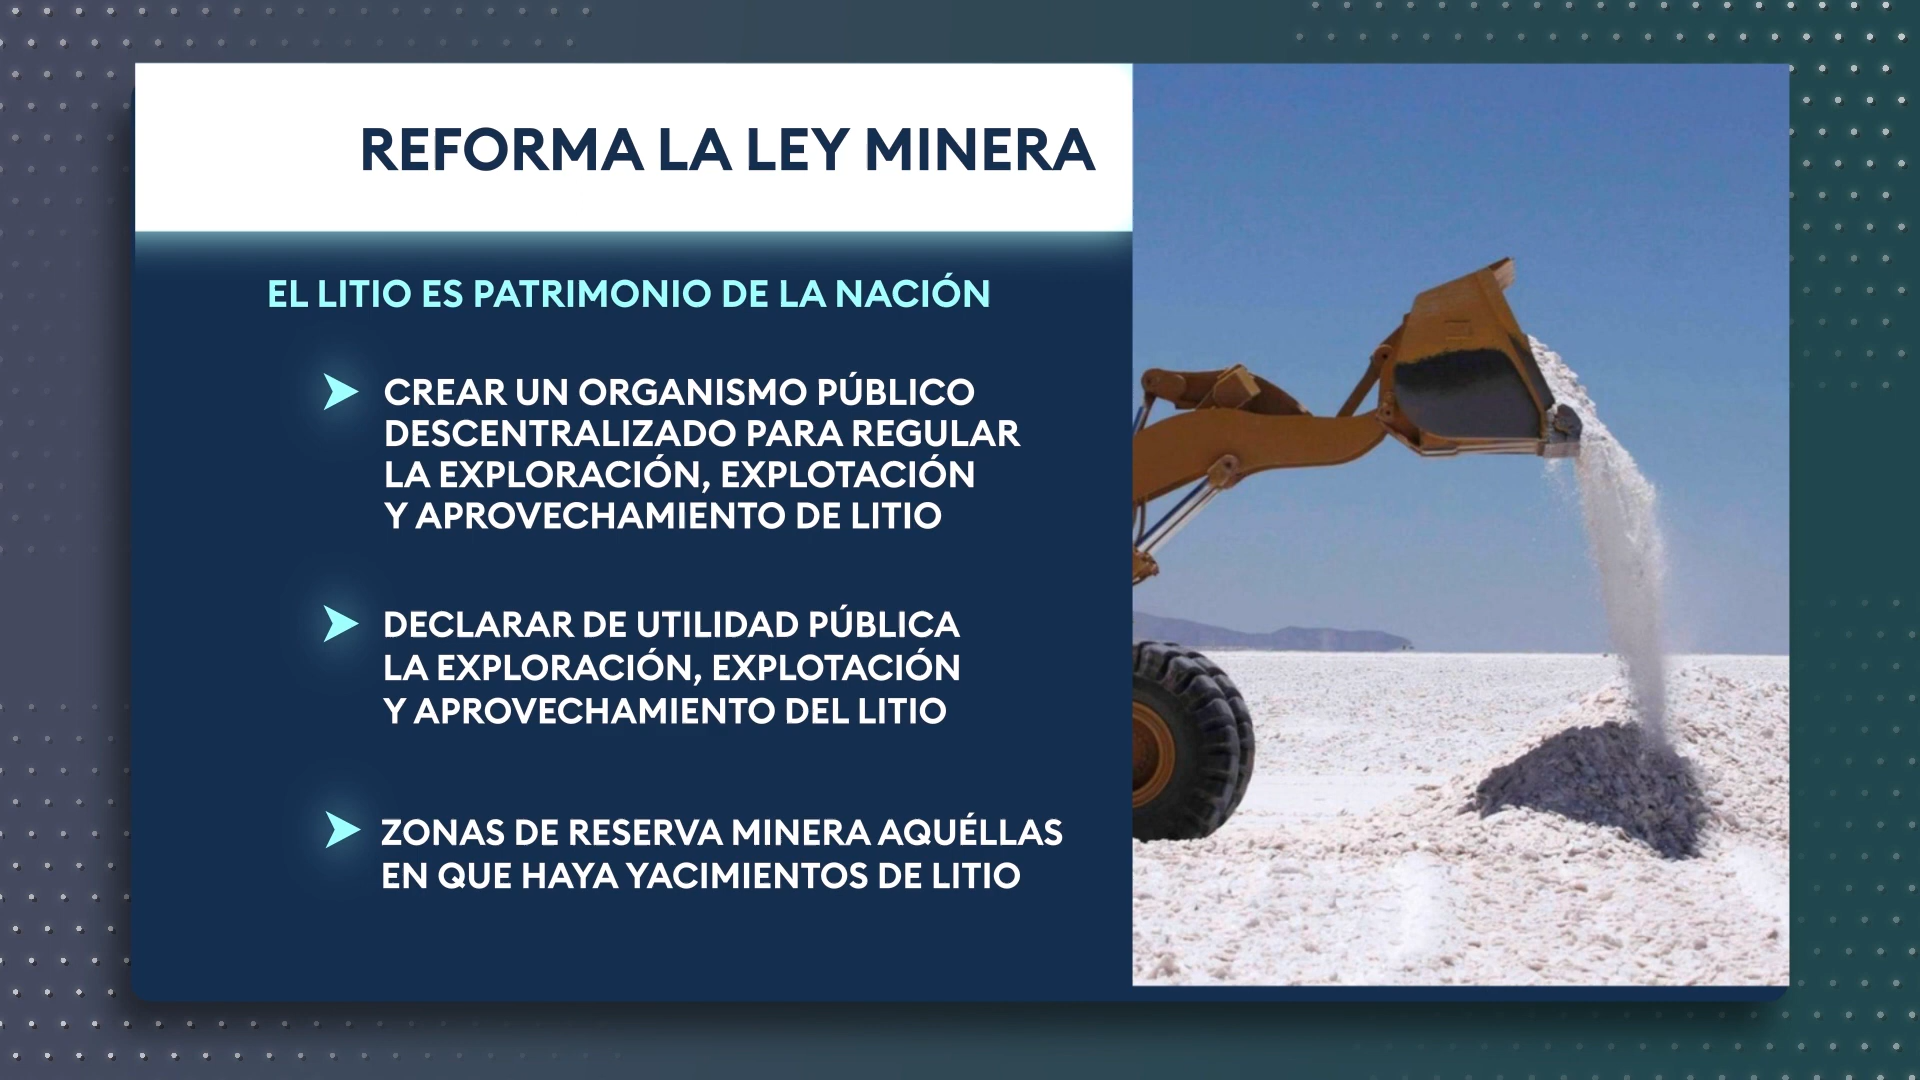 REFORMA LA LEY MINERA
EL LITIO ES PATRIMONIO DE LA NACIÓN
CREAR UN ORGANISMO PÚBLICO
DESCENTRALIZADO PARA REGULAR
LA EXPLORACIÓN, EXPLOTACIÓN
Y APROVECHAMIENTO DE LITIO
DECLARAR DE UTILIDAD PÚBLICA
LA EXPLORACIÓN, EXPLOTACIÓN
Y APROVECHAMIENTO DEL LITIO
ZONAS DE RESERVA MINERA AQUÉLLAS
EN QUE HAYA YACIMIENTOS DE LITIO